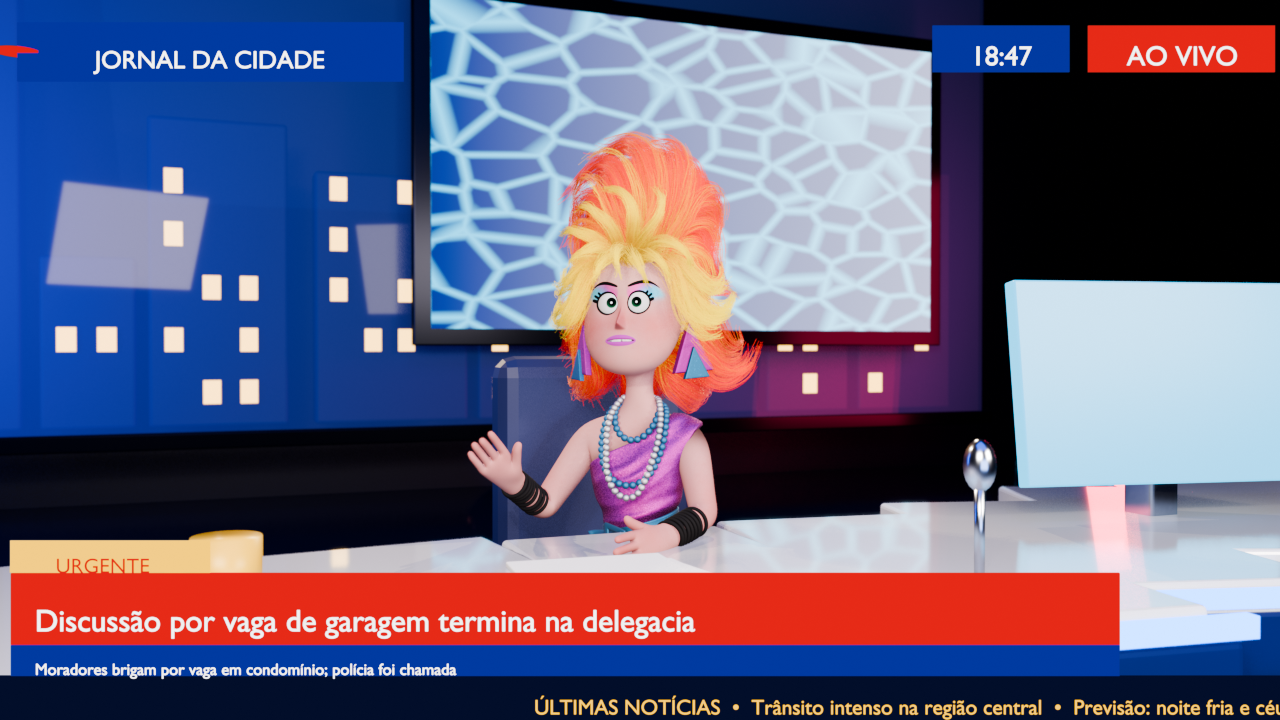 JORNAL DA CIDADE
18:47
AO VIVO
URGENTE
Discussão por vaga de garagem termina na delegacia
Moradores brigam por vaga em condomínio; polícia foi chamada
ÚLTIMAS NOTÍCIAS • Trânsito intenso na região central • Previsão: noite fria e